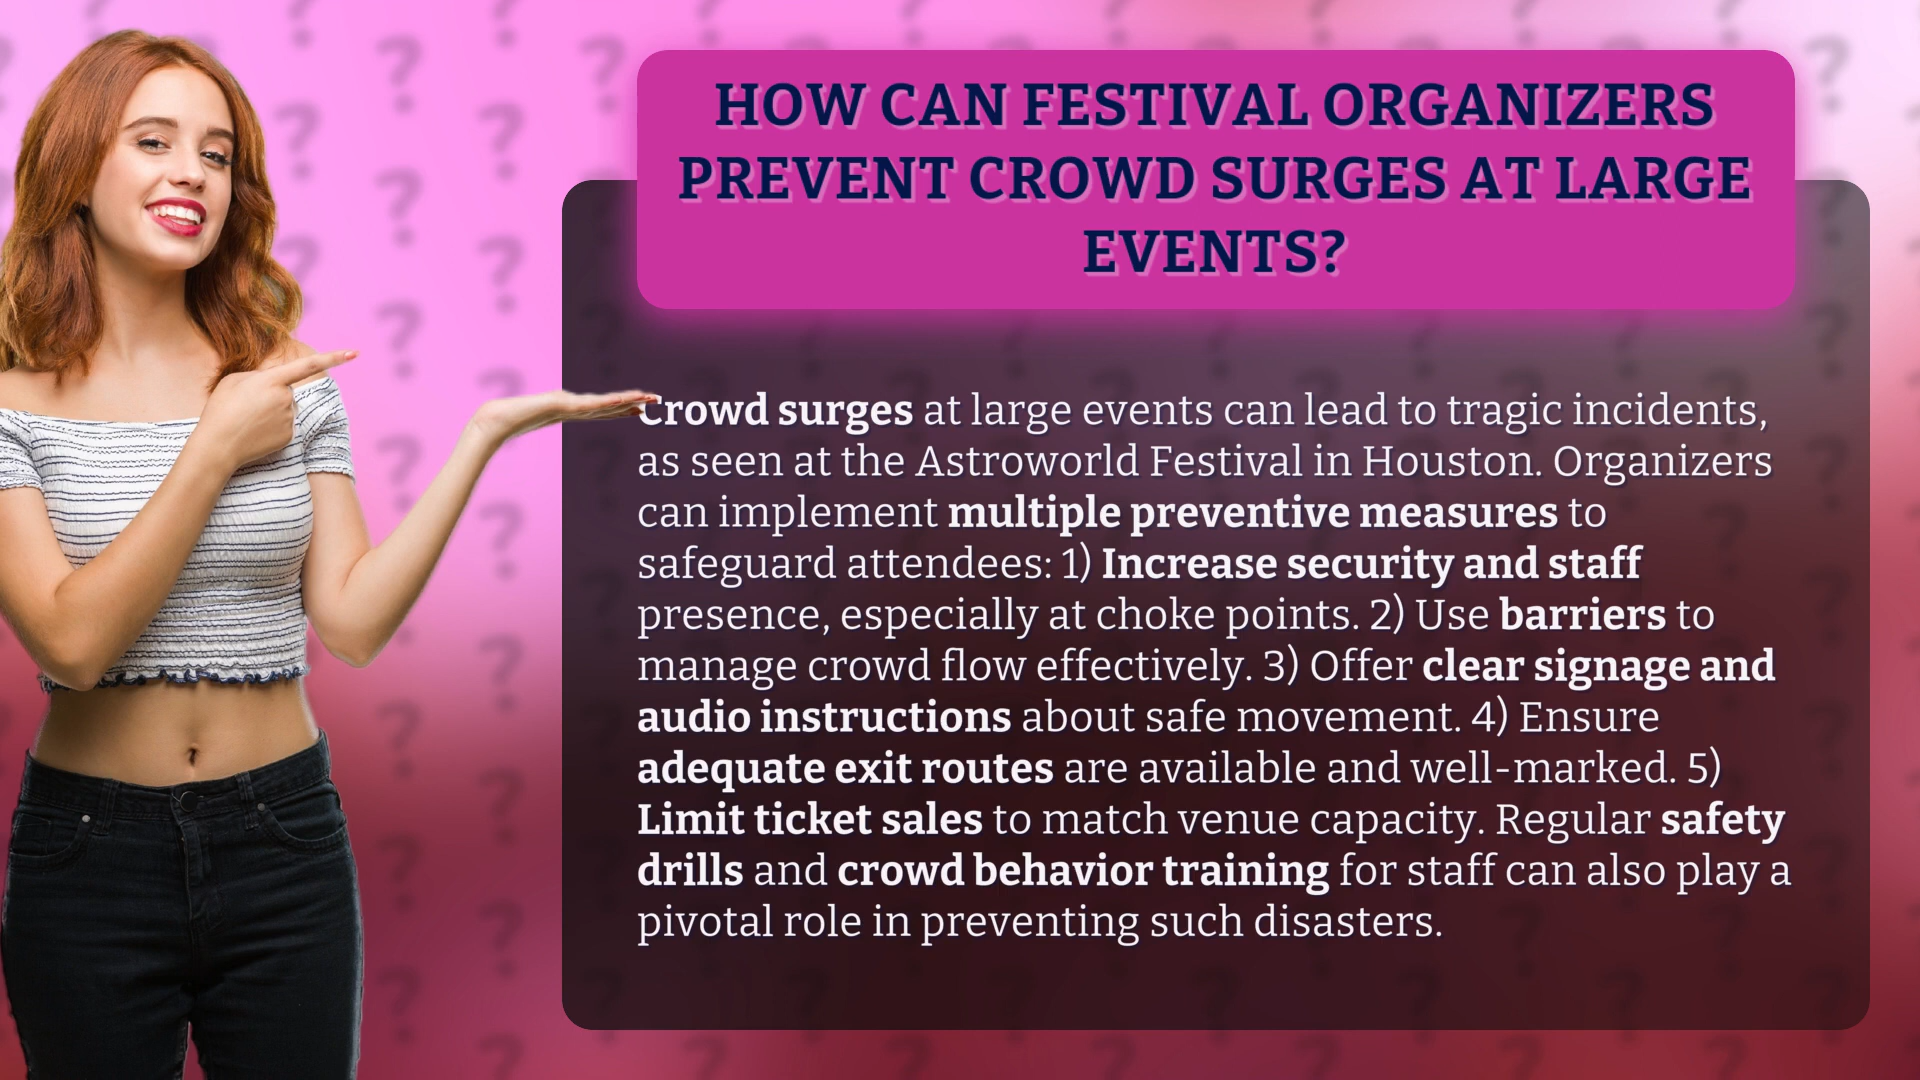 HOW CAN FESTIVAL ORGANIZERS
PREVENT CROWD SURGES AT LARGE
EVENTS?
Crowd surges at large events can lead to tragic incidents,
as seen at the Astroworld Festival in Houston. Organizers
can implement multiple preventive measures to
safeguard attendees: 1) Increase security and staff
presence, especially at choke points. 2) Use barriers to
manage crowd flow effectively. 3) Offer clear signage and
audio instructions about safe movement. 4) Ensure
adequate exit routes are available and well-marked. 5)
Limit ticket sales to match venue capacity. Regular safety
drills and crowd behavior training for staff can also play a
pivotal role in preventing such disasters.